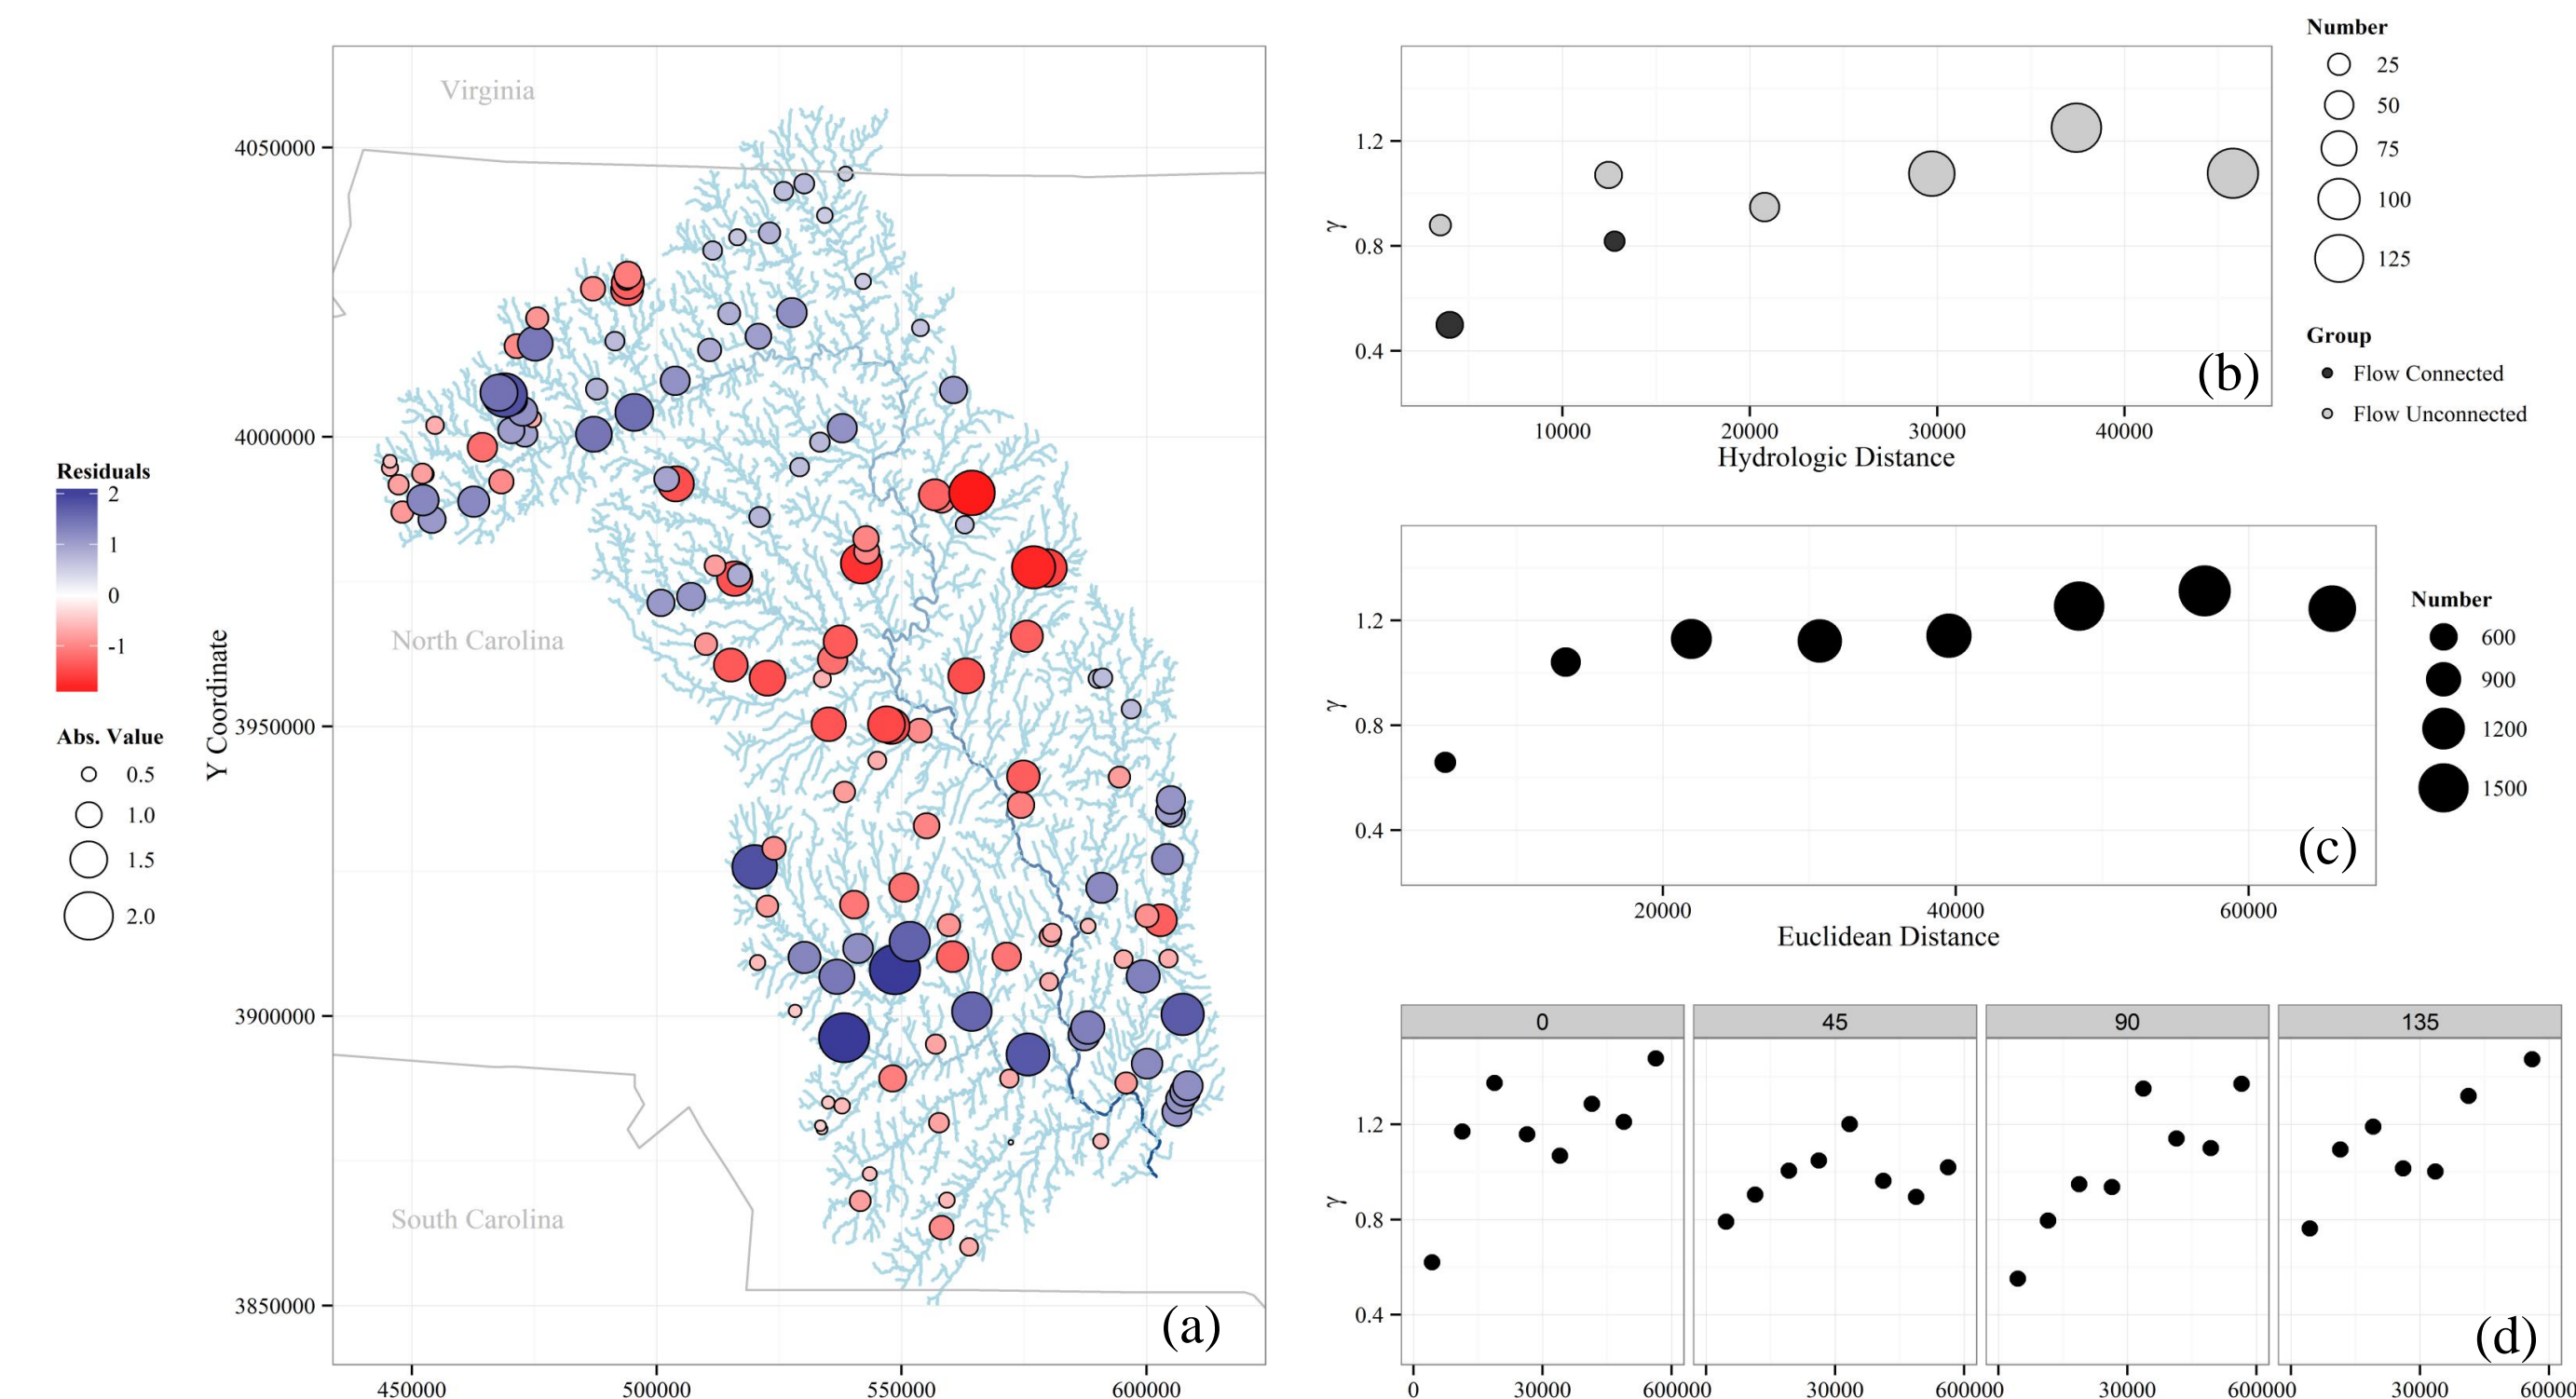 Virginia
North Carolina
South Carolina
4050000
4000000
3950000
3900000
3850000
Y Coordinate
450000
500000
550000
600000
(a)
Residuals
2
1
0
-1
Abs. Value
0.5
1.0
1.5
2.0
1.2
0.8
0.4
γ
10000
20000
30000
40000
Hydrologic Distance
(b)
Number
25
50
75
100
125
Group
Flow Connected
Flow Unconnected
1.2
0.8
0.4
γ
20000
40000
60000
Euclidean Distance
(c)
Number
600
900
1200
1500
0
45
90
135
1.2
0.8
0.4
γ
0 30000 600000 30000 600000 30000 600000 30000
(d)